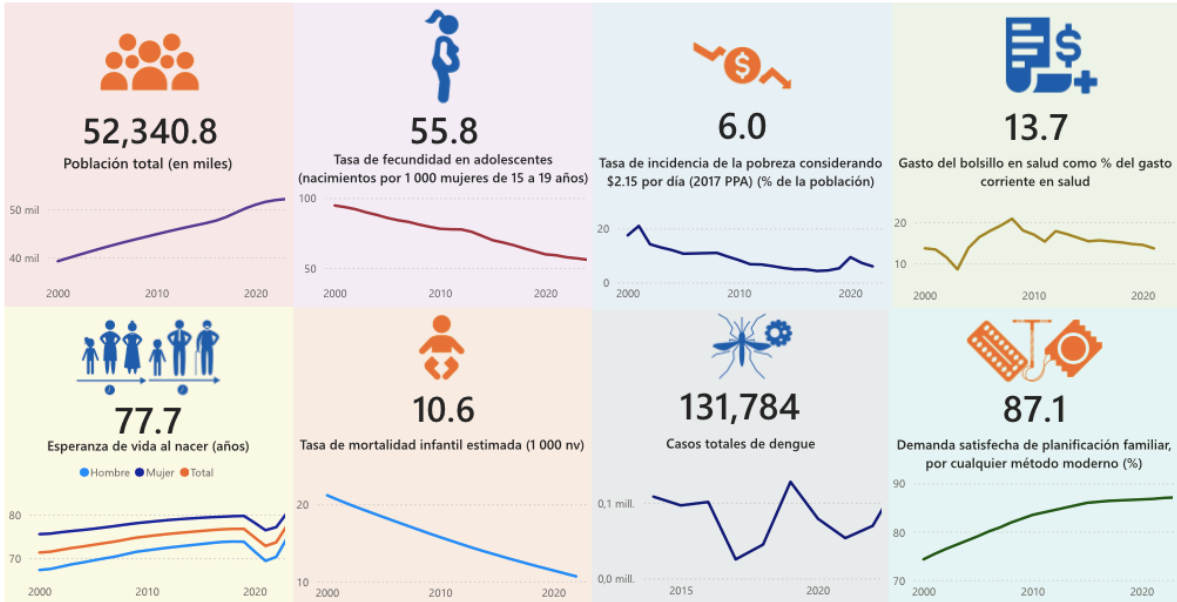 52,340.8
Población total (en miles)
50 mil
40 mil
2000
2010
2020
55.8
Tasa de fecundidad en adolescentes
(nacimientos por 1 000 mujeres de 15 a 19 años)
100
50
2000
2010
2020
$
6.0
Tasa de incidencia de la pobreza considerando
$2.15 por día (2017 PPA) (% de la población)
20
0
2000
2010
2020
$
13.7
Gasto del bolsillo en salud como % del gasto
corriente en salud
20
10
2000
2010
2020
77.7
Esperanza de vida al nacer (años)
Hombre Mujer Total
80
70
2000
2010
2020
10.6
Tasa de mortalidad infantil estimada (1 000 nv)
20
10
2000
2010
2020
131,784
Casos totales de dengue
0,1 mill.
0,0 mill.
2015
2020
87.1
Demanda satisfecha de planificación familiar,
por cualquier método moderno (%)
90
80
70
2000
2010
2020